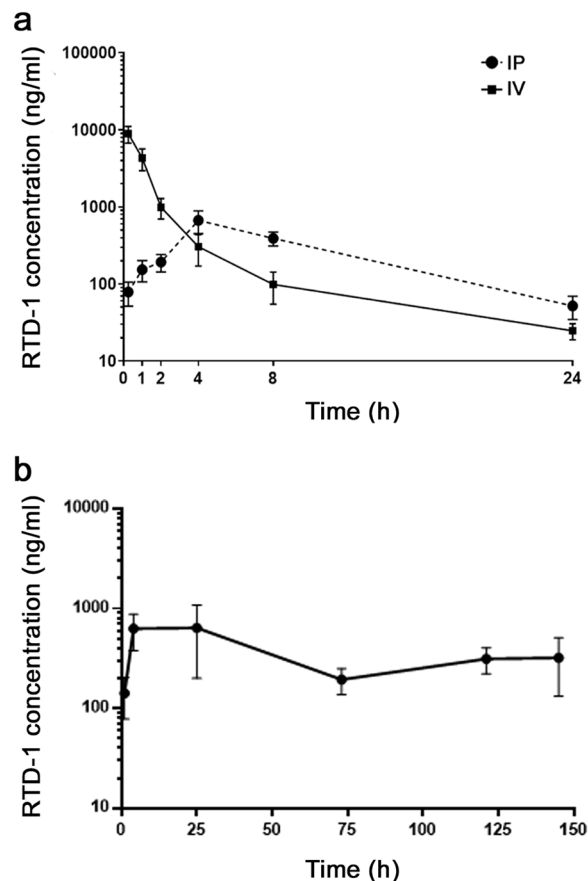 a
RTD-1 concentration (ng/ml)
100000
10000
1000
100
10
IP
IV
0 1 2 4 8 24
Time (h)
b
RTD-1 concentration (ng/ml)
10000
1000
100
10
0 25 50 75 100 125 150
Time (h)